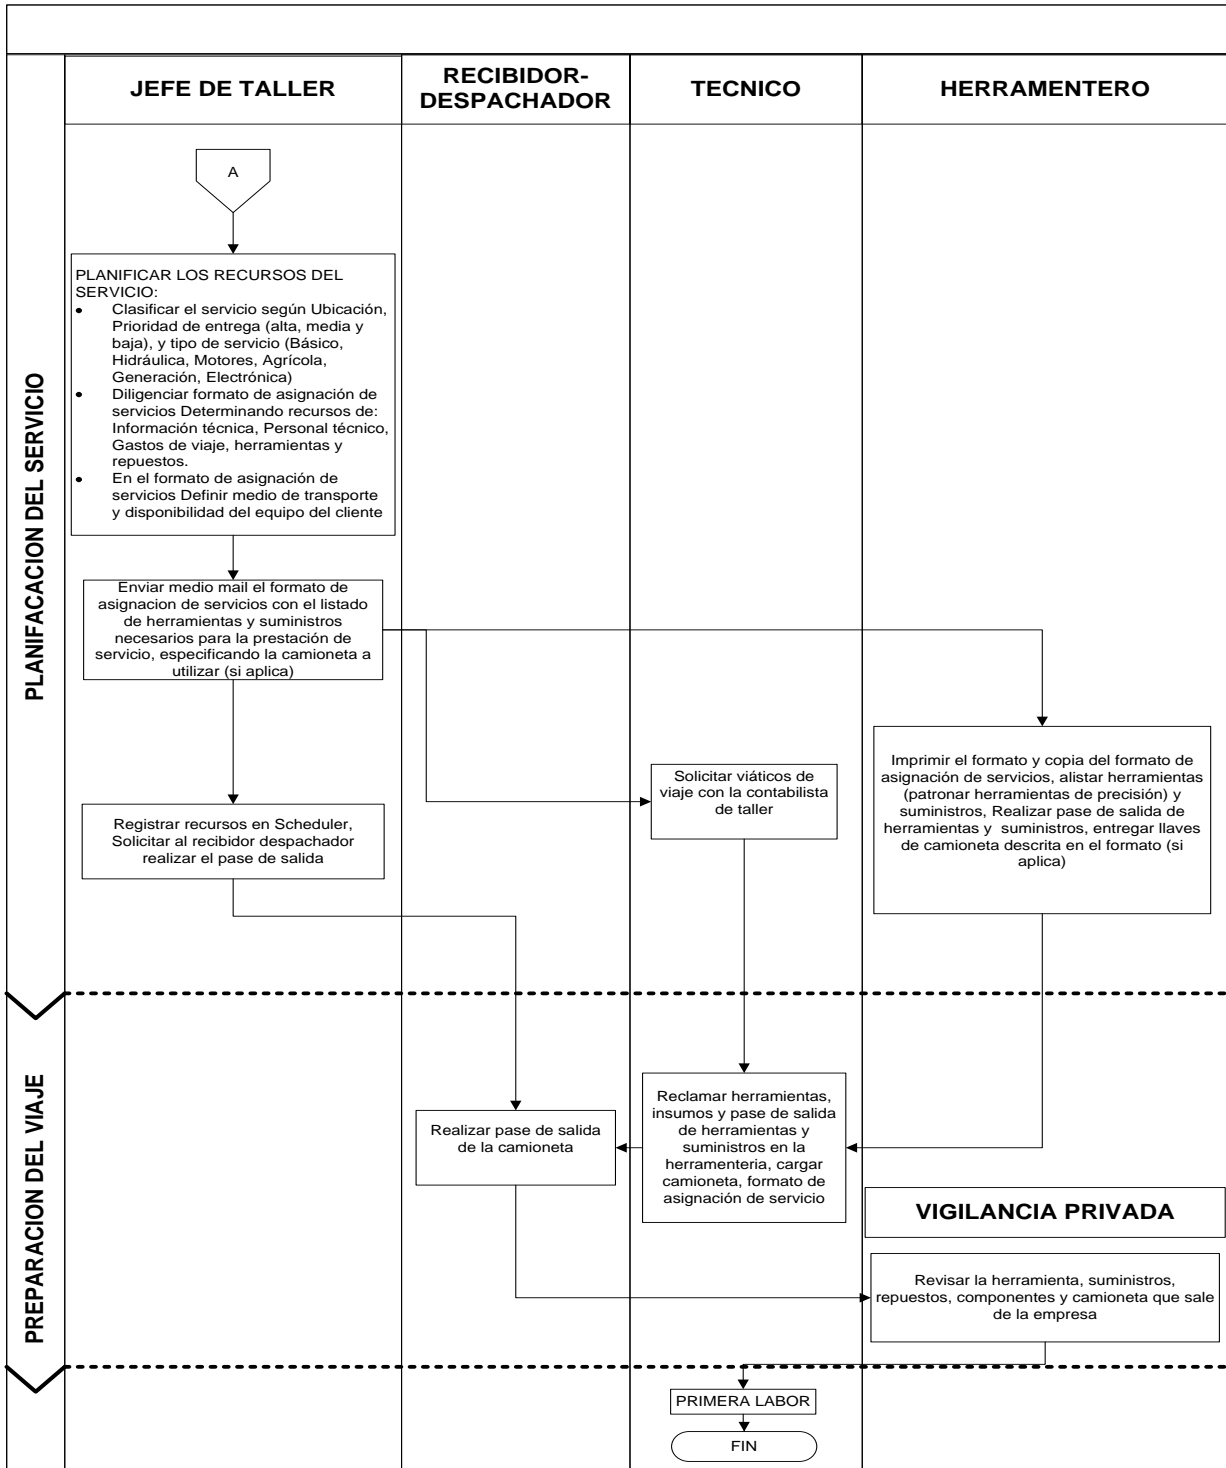 JEFE DE TALLER
RECIBIDOR-
DESPACHADOR
TECNICO
HERRAMENTERO
PLANIFACACION DEL SERVICIO
A
PLANIFICAR LOS RECURSOS DEL
SERVICIO:
• Clasificar el servicio según Ubicación,
Prioridad de entrega (alta, media y
baja), y tipo de servicio (Básico,
Hidráulica, Motores, Agrícola,
Generación, Electrónica)
• Diligenciar formato de asignación de
servicios Determinando recursos de:
Información técnica, Personal técnico,
Gastos de viaje, herramientas y
repuestos.
• En el formato de asignación de
servicios Definir medio de transporte
y disponibilidad del equipo del cliente
Enviar medio mail el formato de
asignacion de servicios con el listado
de herramientas y suministros
necesarios para la prestación de
servicio, especificando la camioneta a
utilizar (si aplica)
Registrar recursos en Scheduler,
Solicitar al recibidor despachador
realizar el pase de salida
Solicitar viáticos de
viaje con la contabilista
de taller
Imprimir el formato y copia del formato de
asignación de servicios, alistar herramientas
(patronar herramientas de precisión) y
suministros, Realizar pase de salida de
herramientas y suministros, entregar llaves
de camioneta descrita en el formato (si
aplica)
PREPARACION DEL VIAJE
Realizar pase de salida
de la camioneta
Reclamar herramientas,
insumos y pase de salida
de herramientas y
suministros en la
herramenteria, cargar
camioneta, formato de
asignación de servicio
VIGILANCIA PRIVADA
Revisar la herramienta, suministros,
repuestos, componentes y camioneta que sale
de la empresa
PRIMERA LABOR
FIN